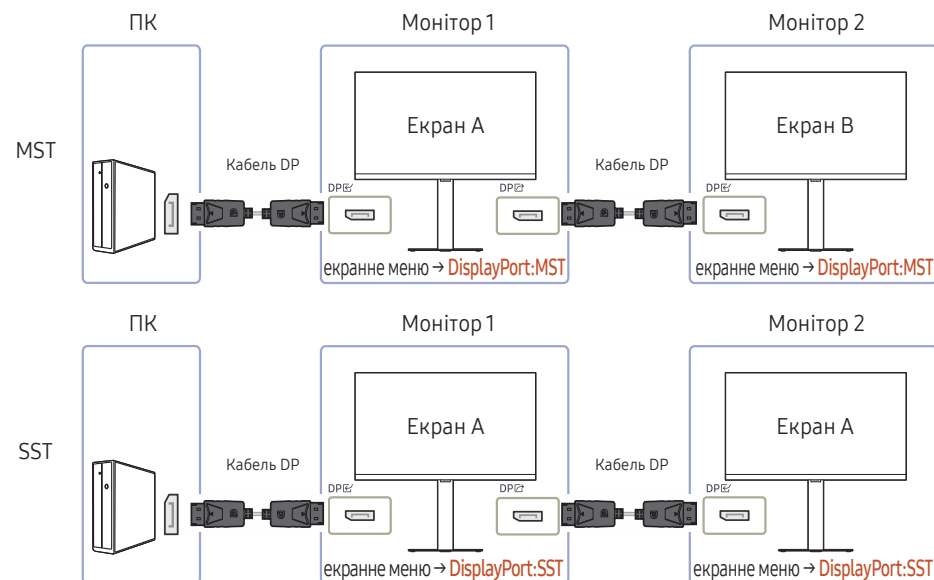 ПК Монітор 1 Монітор 2
MST
Екран A Екран B
Кабель DP Кабель DP
DP DP DP
екранне меню → DisplayPort:MST екранне меню → DisplayPort:MST
ПК Монітор 1 Монітор 2
SST
Екран A Екран A
Кабель DP Кабель DP
DP DP DP
екранне меню → DisplayPort:SST екранне меню → DisplayPort:SST